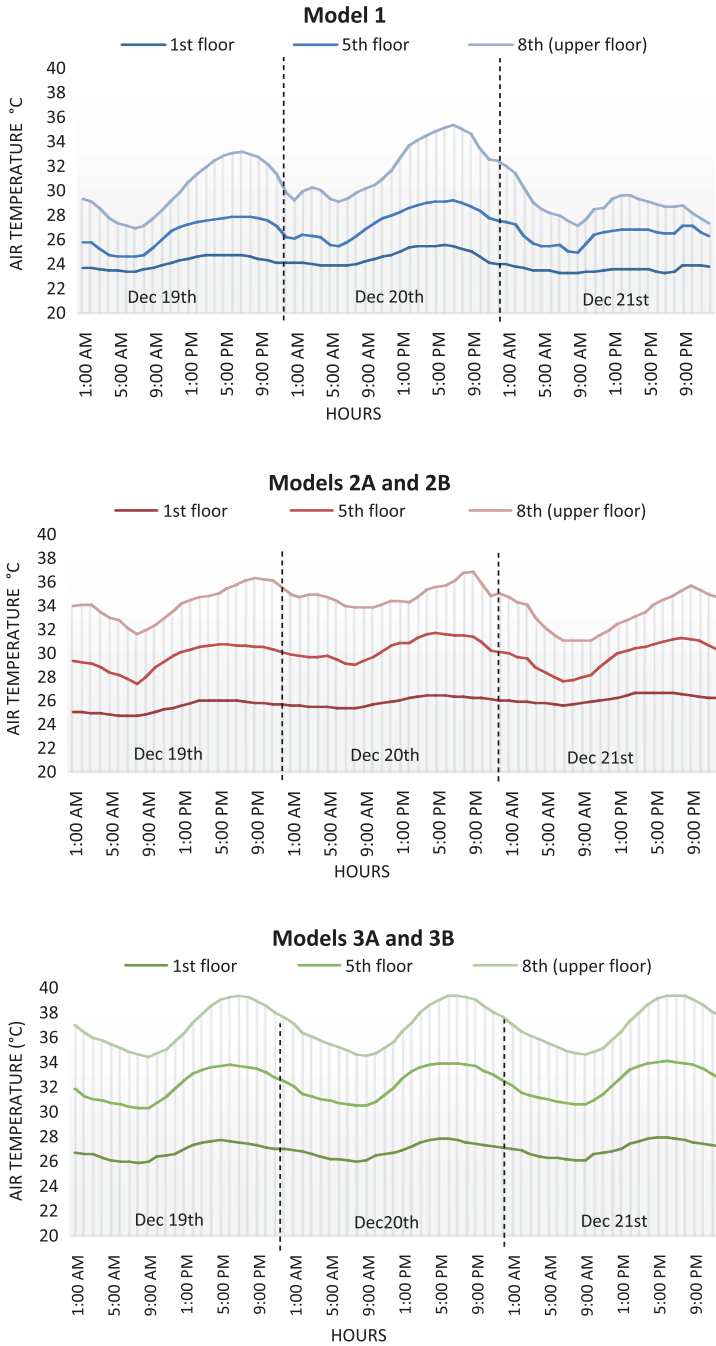 Model 1
1st floor 5th floor 8th (upper floor)
AIR TEMPERATURE °C
40
38
36
34
32
30
28
26
24
22
20
Dec 19th Dec 20th Dec 21st
1:00 AM 5:00 AM 9:00 AM 1:00 PM 5:00 PM 9:00 PM 1:00 AM 5:00 AM 9:00 AM 1:00 PM 5:00 PM 9:00 PM 1:00 AM 5:00 AM 9:00 AM 1:00 PM 5:00 PM 9:00 PM
HOURS
Models 2A and 2B
1st floor 5th floor 8th (upper floor)
AIR TEMPERATURE °C
40
38
36
34
32
30
28
26
24
22
20
Dec 19th Dec 20th Dec 21st
1:00 AM 5:00 AM 9:00 AM 1:00 PM 5:00 PM 9:00 PM 1:00 AM 5:00 AM 9:00 AM 1:00 PM 5:00 PM 9:00 PM 1:00 AM 5:00 AM 9:00 AM 1:00 PM 5:00 PM 9:00 PM
HOURS
Models 3A and 3B
1st floor 5th floor 8th (upper floor)
AIR TEMPERATURE (°C)
40
38
36
34
32
30
28
26
24
22
20
Dec 19th Dec20th Dec 21st
1:00 AM 5:00 AM 9:00 AM 1:00 PM 5:00 PM 9:00 PM 1:00 AM 5:00 AM 9:00 AM 1:00 PM 5:00 PM 9:00 PM 1:00 AM 5:00 AM 9:00 AM 1:00 PM 5:00 PM 9:00 PM
HOURS